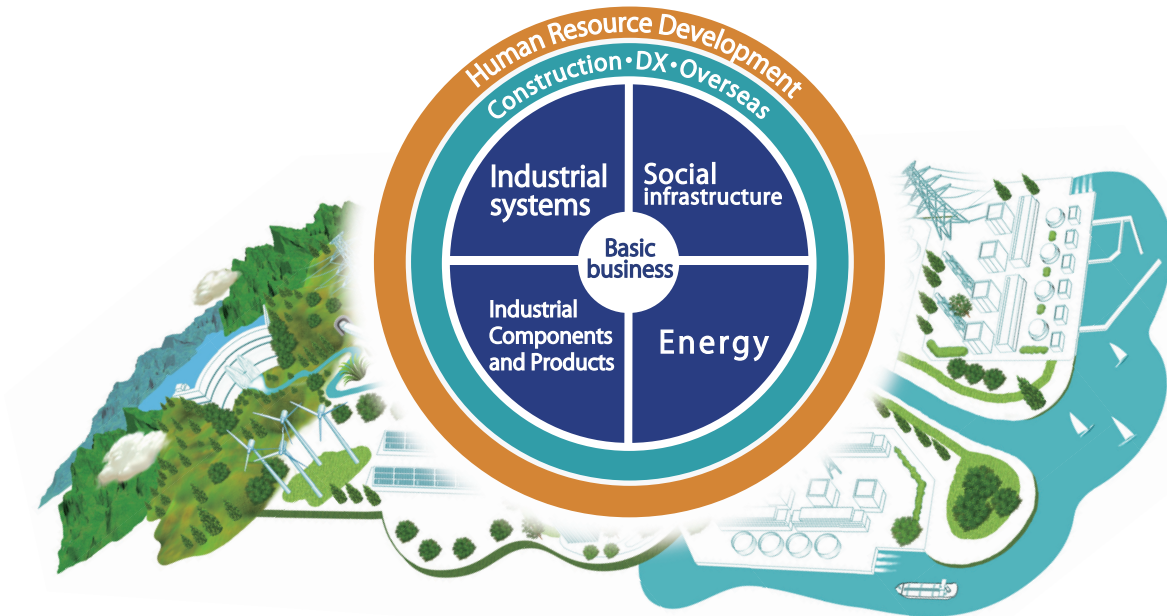 Human Resource Development
Construction・DX・Overseas
Industrial
systems
Social
infrastructure
Basic
business
Industrial
Components
and Products
Energy